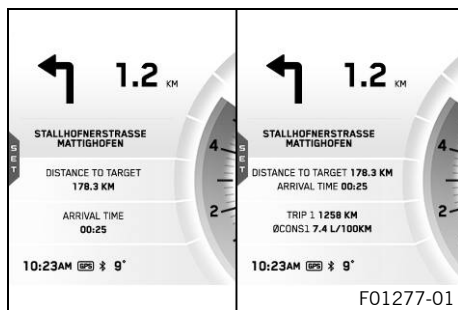 1.2 KM
STALLHOFNERSTRASSE
MATTIGHOFEN
SET
DISTANCE TO TARGET
178.3 KM
ARRIVAL TIME
00:25
4
2
10:23AM GPS 9°
1.2 KM
STALLHOFNERSTRASSE
MATTIGHOFEN
SET
DISTANCE TO TARGET 178.3 KM
ARRIVAL TIME 00:25
TRIP 1 1258 KM
ØCONS1 7.4 L/100KM
4
2
10:23AM GPS 9°
F01277-01